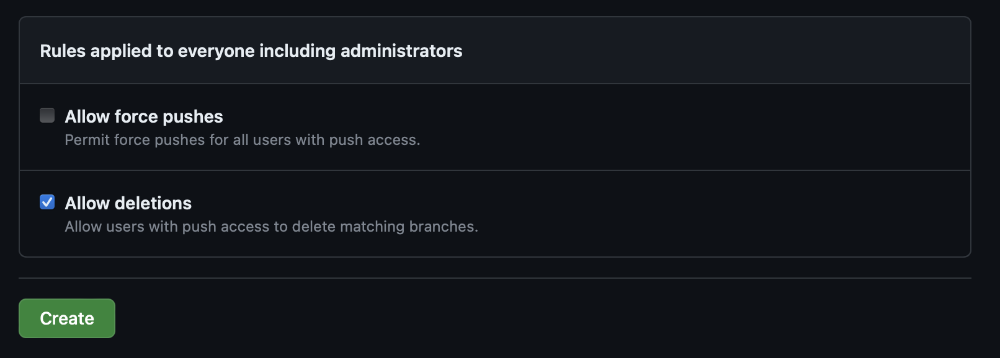 Rules applied to everyone including administrators
Allow force pushes
Permit force pushes for all users with push access.
Allow deletions
Allow users with push access to delete matching branches.
Create